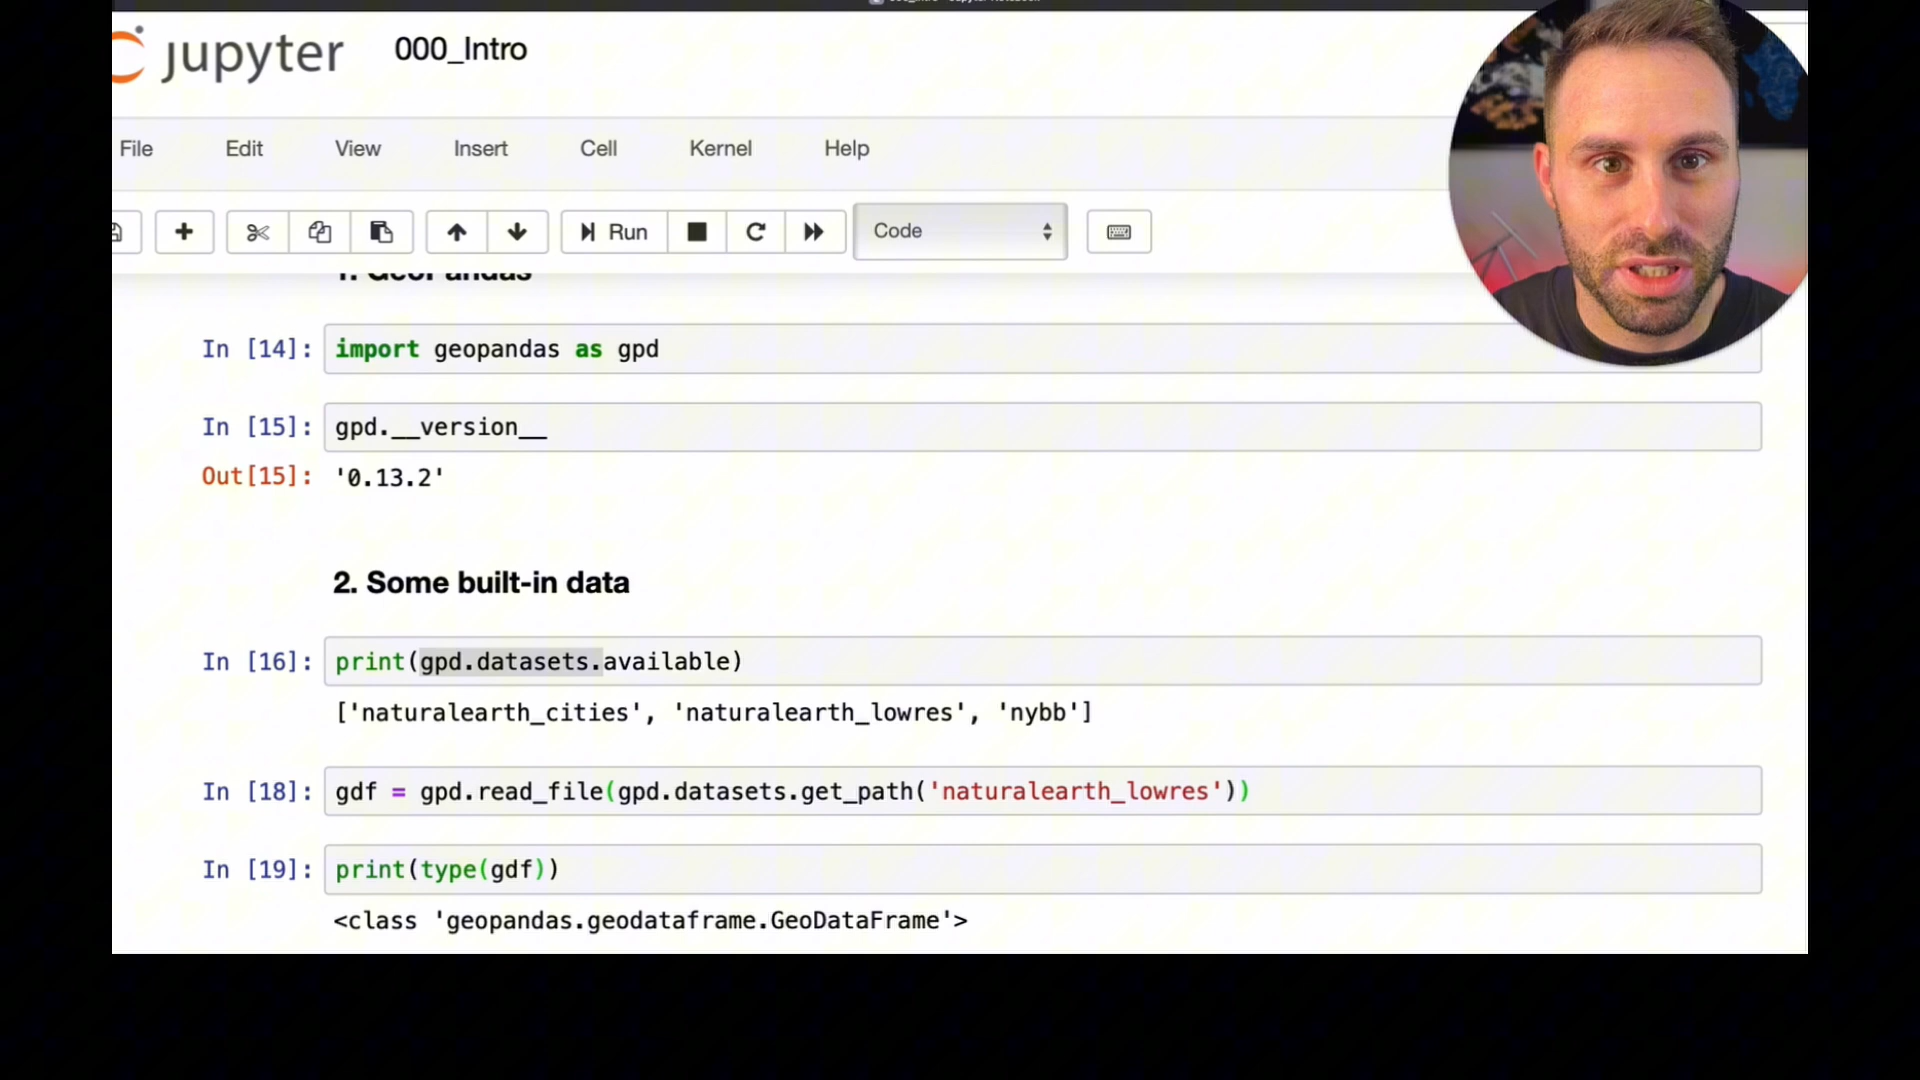 jupyter 000_Intro
File Edit View Insert Cell Kernel Help
Run Code
1. GeoPandas
In [14]: import geopandas as gpd
In [15]: gpd.__version__
Out[15]: '0.13.2'
2. Some built-in data
In [16]: print(gpd.datasets.available)
['naturalearth_cities', 'naturalearth_lowres', 'nybb']
In [18]: gdf = gpd.read_file(gpd.datasets.get_path('naturalearth_lowres'))
In [19]: print(type(gdf))
<class 'geopandas.geodataframe.GeoDataFrame'>